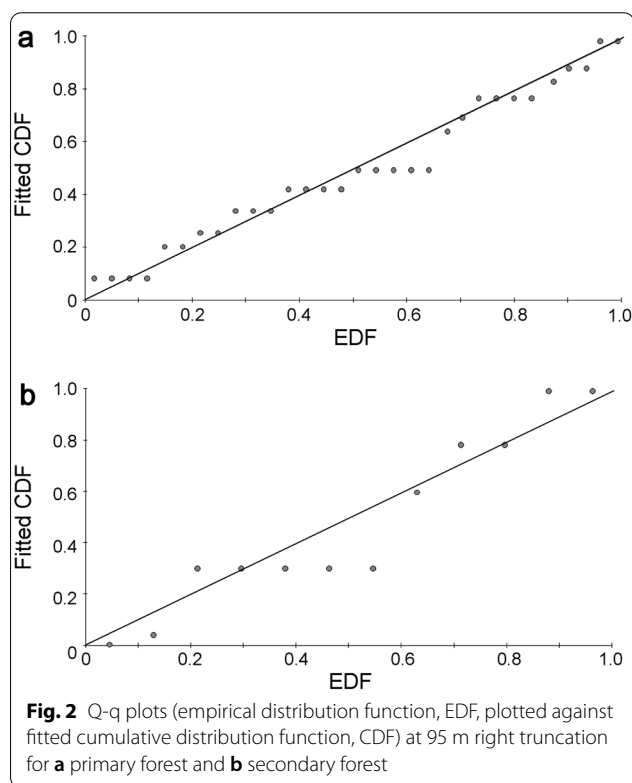 a
1.0
0.8
0.6
0.4
0.2
0
Fitted CDF
0 0.2 0.4 0.6 0.8 1.0
EDF
b
1.0
0.8
0.6
0.4
0.2
0
Fitted CDF
0 0.2 0.4 0.6 0.8 1.0
EDF
Fig. 2 Q-q plots (empirical distribution function, EDF, plotted against
fitted cumulative distribution function, CDF) at 95 m right truncation
for a primary forest and b secondary forest